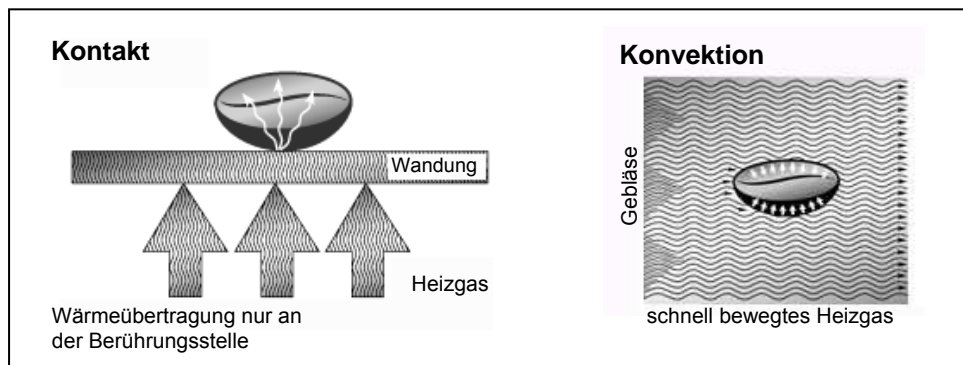 Kontakt
Wandung
Heizgas
Wärmeübertragung nur an
der Berührungsstelle
Konvektion
Gebläse
schnell bewegtes Heizgas